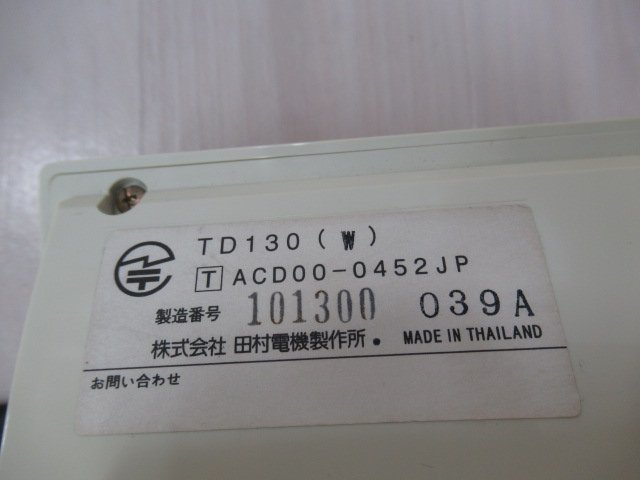 TD130(W)
T ACD00-0452JP
製造番号 101300 039A
株式会社 田村電機製作所. MADE IN THAILAND
お問い合わせ